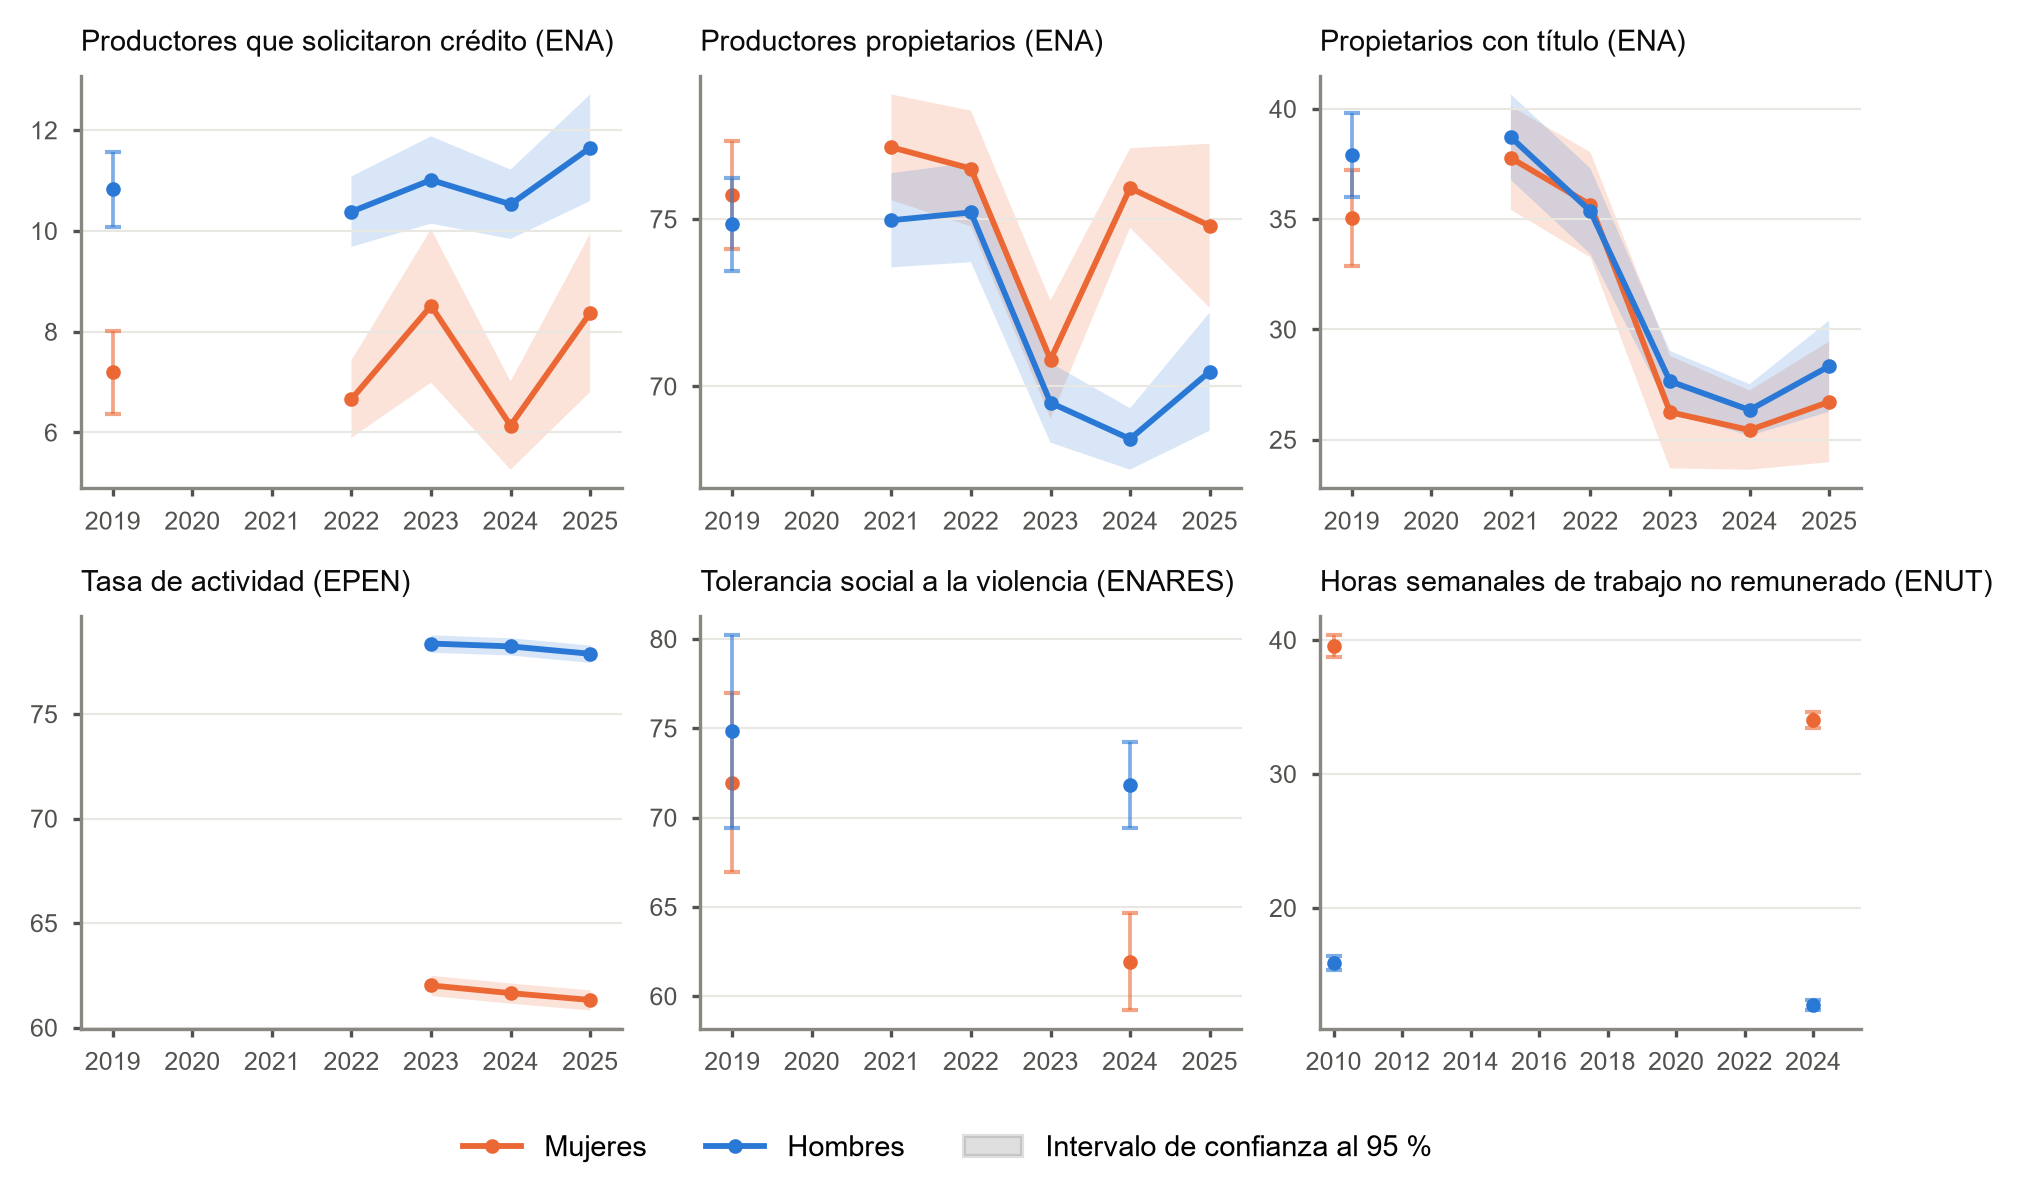 Productores que solicitaron crédito (ENA)
12
10
8
6
2019 2020 2021 2022 2023 2024 2025
Productores propietarios (ENA)
75
70
2019 2020 2021 2022 2023 2024 2025
Propietarios con título (ENA)
40
35
30
25
2019 2020 2021 2022 2023 2024 2025
Tasa de actividad (EPEN)
75
70
65
60
2019 2020 2021 2022 2023 2024 2025
Tolerancia social a la violencia (ENARES)
80
75
70
65
60
2019 2020 2021 2022 2023 2024 2025
Horas semanales de trabajo no remunerado (ENUT)
40
30
20
2010 2012 2014 2016 2018 2020 2022 2024
Mujeres Hombres Intervalo de confianza al 95 %